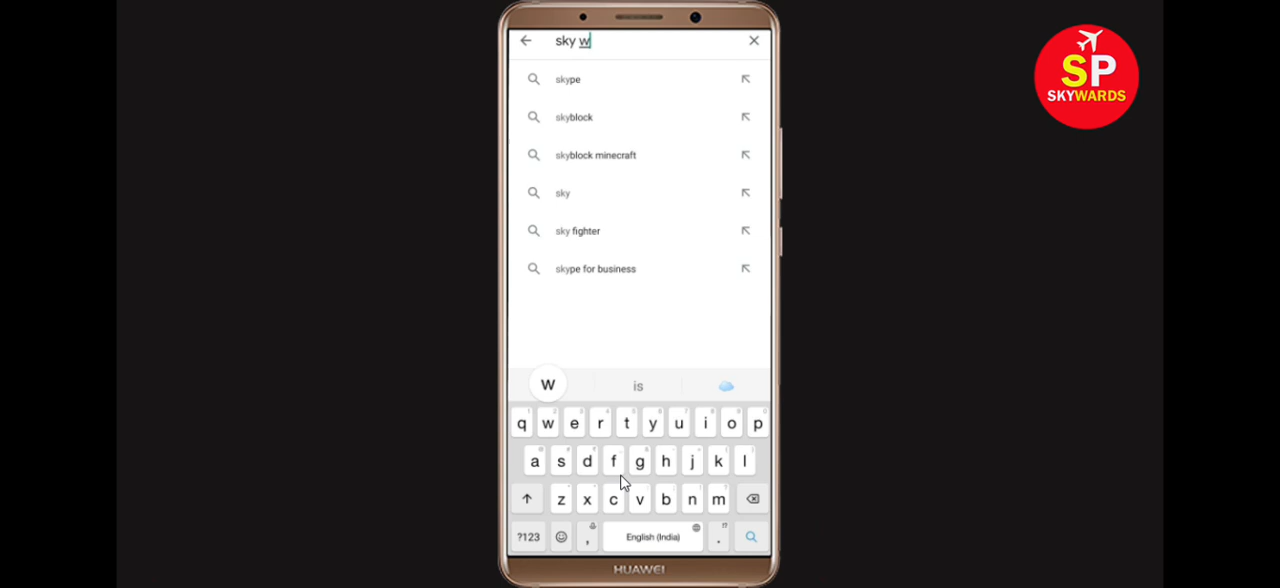 sky w
skype
skyblock
skyblock minecraft
sky
sky fighter
skype for business
w
is
q w e r t y u i o p
a s d f g h j k l
z x c v b n m
?123 , English (India) .
HUAWEI
SP
SKYWARDS